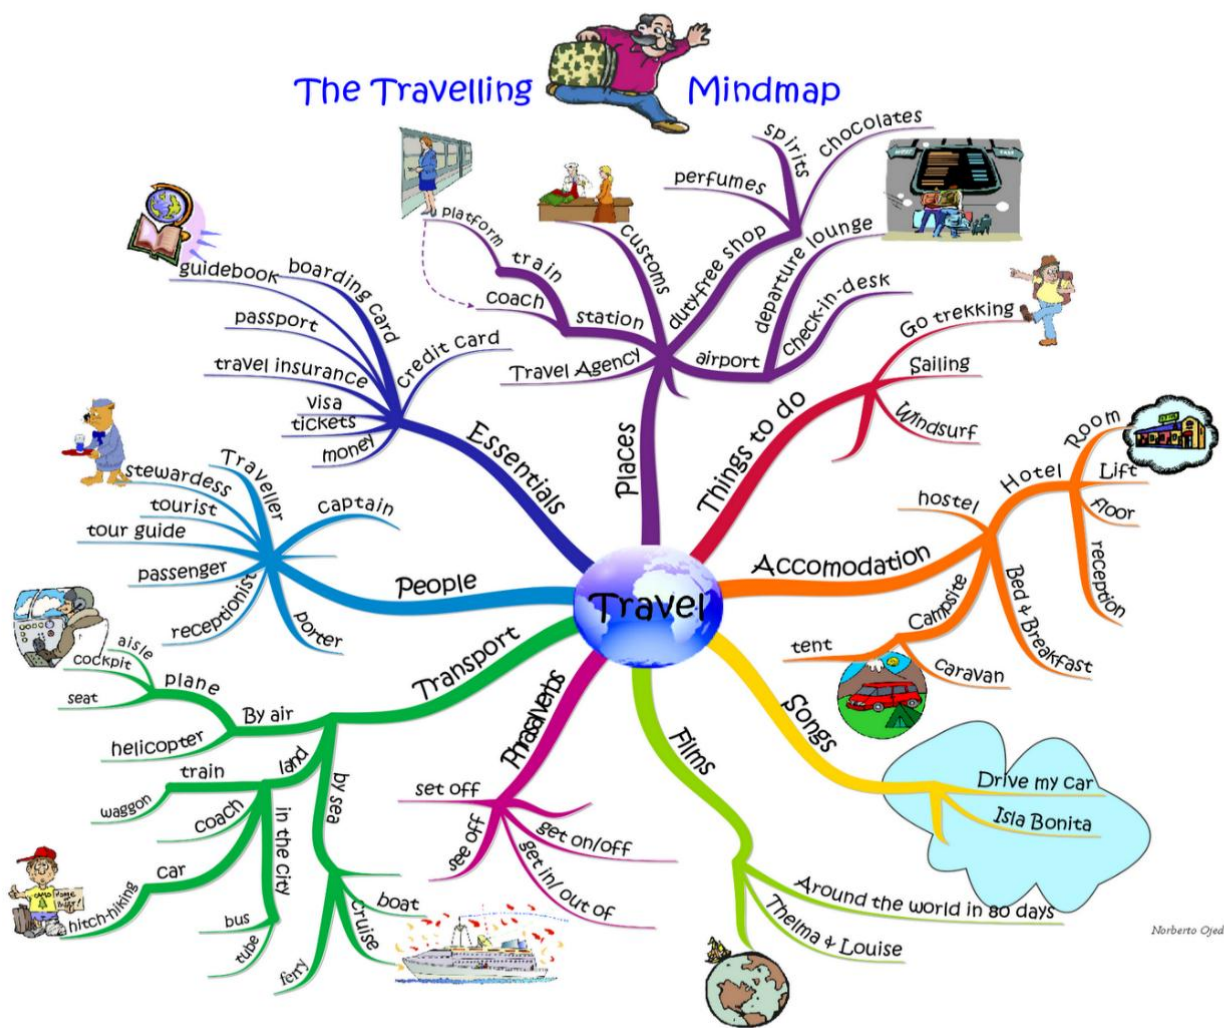 The Travelling Mindmap
Travel
Essentials
boarding card
guidebook
passport
travel insurance
visa
tickets
money
credit card
Places
Travel Agency
station
train
platform
coach
customs
duty-free shop
perfumes
spirits
chocolates
airport
departure lounge
check-in-desk
Things to do
Go trekking
Sailing
Windsurf
Accomodation
hostel
Hotel
Room
Lift
floor
reception
Bed & Breakfast
Campsite
tent
caravan
Songs
Drive my car
Isla Bonita
Films
Around the world in 80 days
Thelma & Louise
Phrasalverbs
set off
see off
get on/off
get in/ out of
Transport
By air
plane
aisle
cockpit
seat
helicopter
land
train
waggon
coach
car
hitch-hiking
in the city
bus
tube
by sea
ferry
cruise
boat
People
Traveller
stewardess
tourist
tour guide
passenger
receptionist
porter
captain
Norberto Ojed